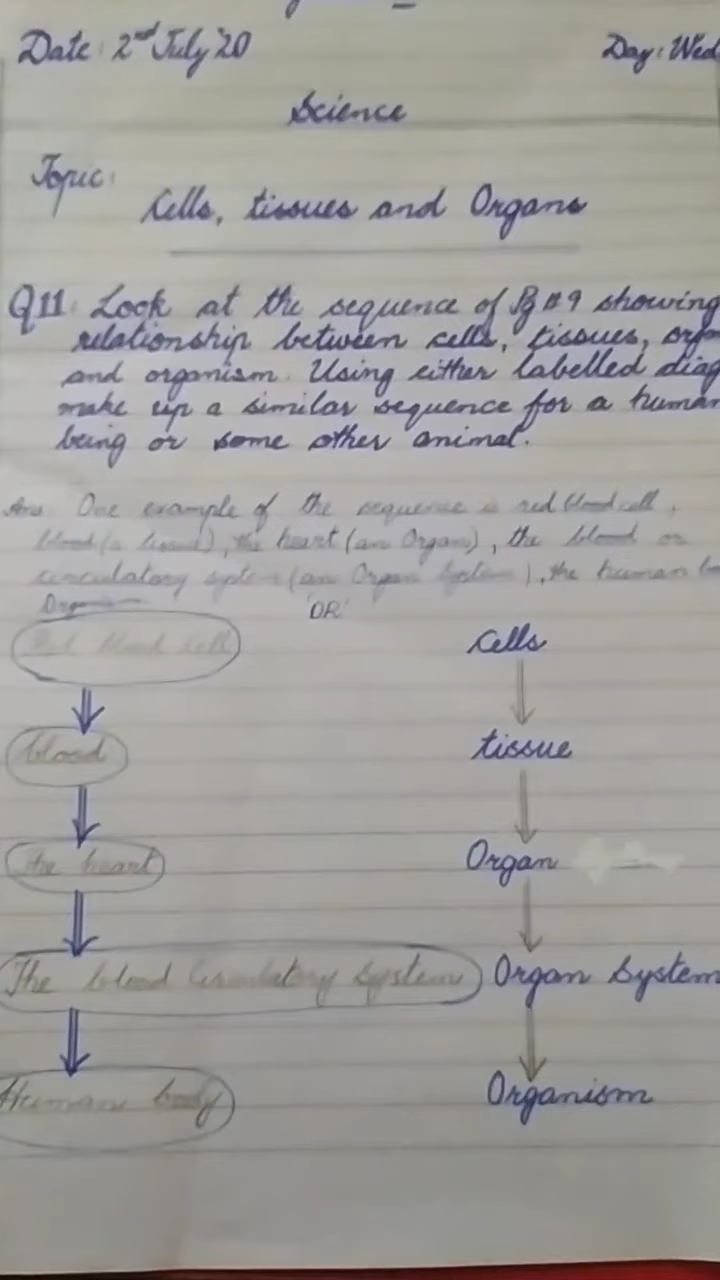 Date: 2nd July '20
Day: Wed
Science
Topic:
Cells, tissues and Organs
Q11. Look at the sequence of Pg # 9 showing
relationship between cells, tissues, orga
and organism. Using either labelled diag
make up a similar sequence for a human
being or some other animal.
Ans One example of the sequence is red blood cell,
blood (a tissue), the heart (an Organ), the blood or
circulatory system (an Organ System), the human bo
'OR'
Red blood cell
Cells
blood
tissue
The heart
Organ
The blood Circulatory System
Organ System
Human body
Organism